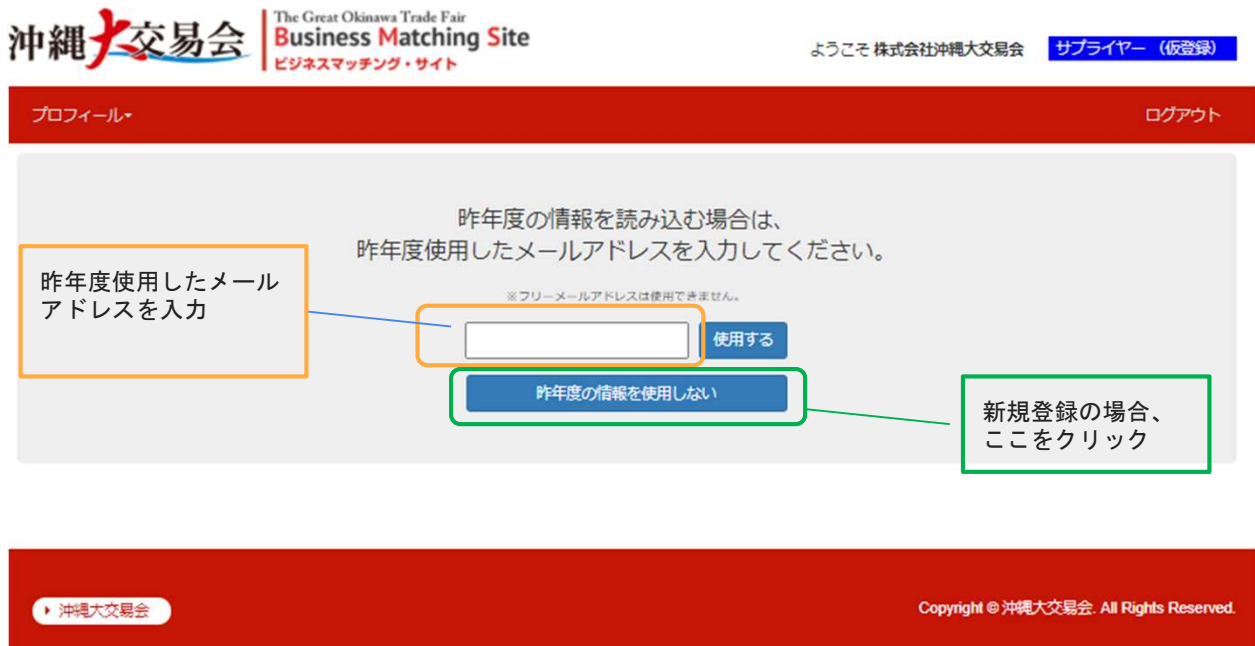 沖縄大交易会
The Great Okinawa Trade Fair
Business Matching Site
ビジネスマッチング・サイト
ようこそ 株式会社沖縄大交易会
サプライヤー （仮登録）
プロフィール
ログアウト
昨年度の情報を読み込む場合は、
昨年度使用したメールアドレスを入力してください。
※フリーメールアドレスは使用できません。
昨年度使用したメール
アドレスを入力
使用する
昨年度の情報を使用しない
新規登録の場合、
ここをクリック
沖縄大交易会
Copyright © 沖縄大交易会. All Rights Reserved.